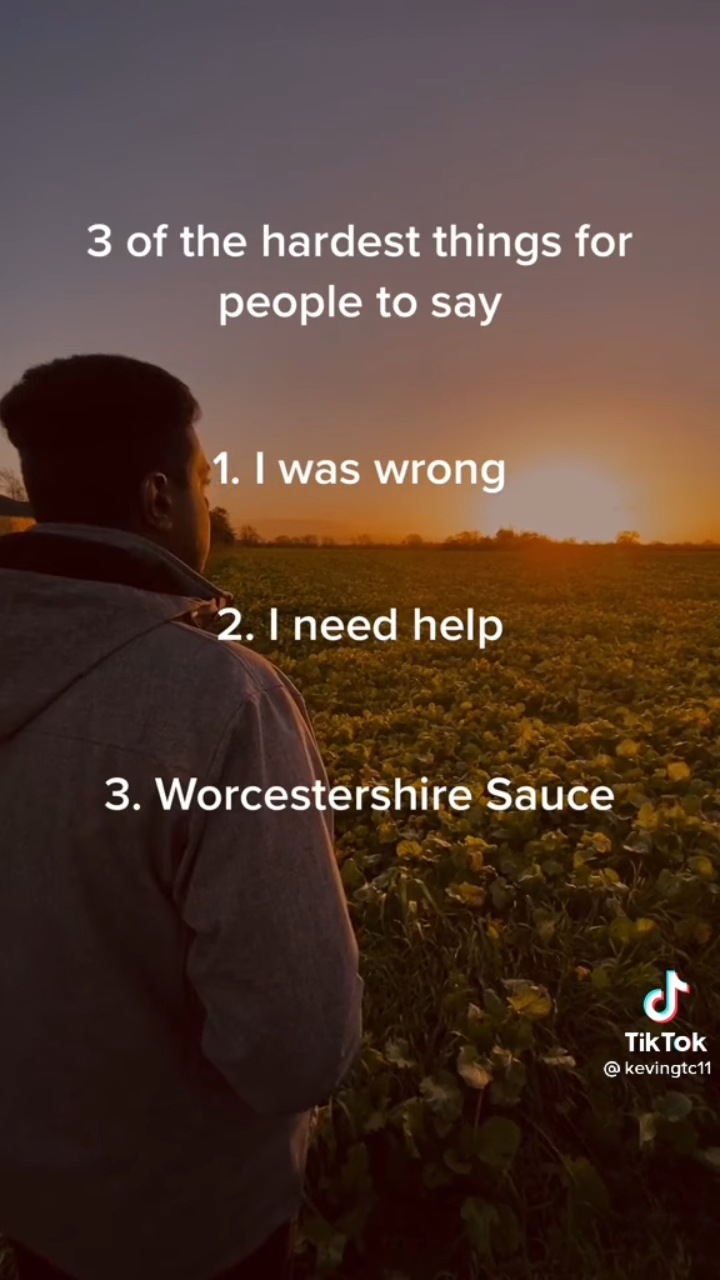 3 of the hardest things for
people to say
1. I was wrong
2. I need help
3. Worcestershire Sauce
TikTok
@kevingtc11